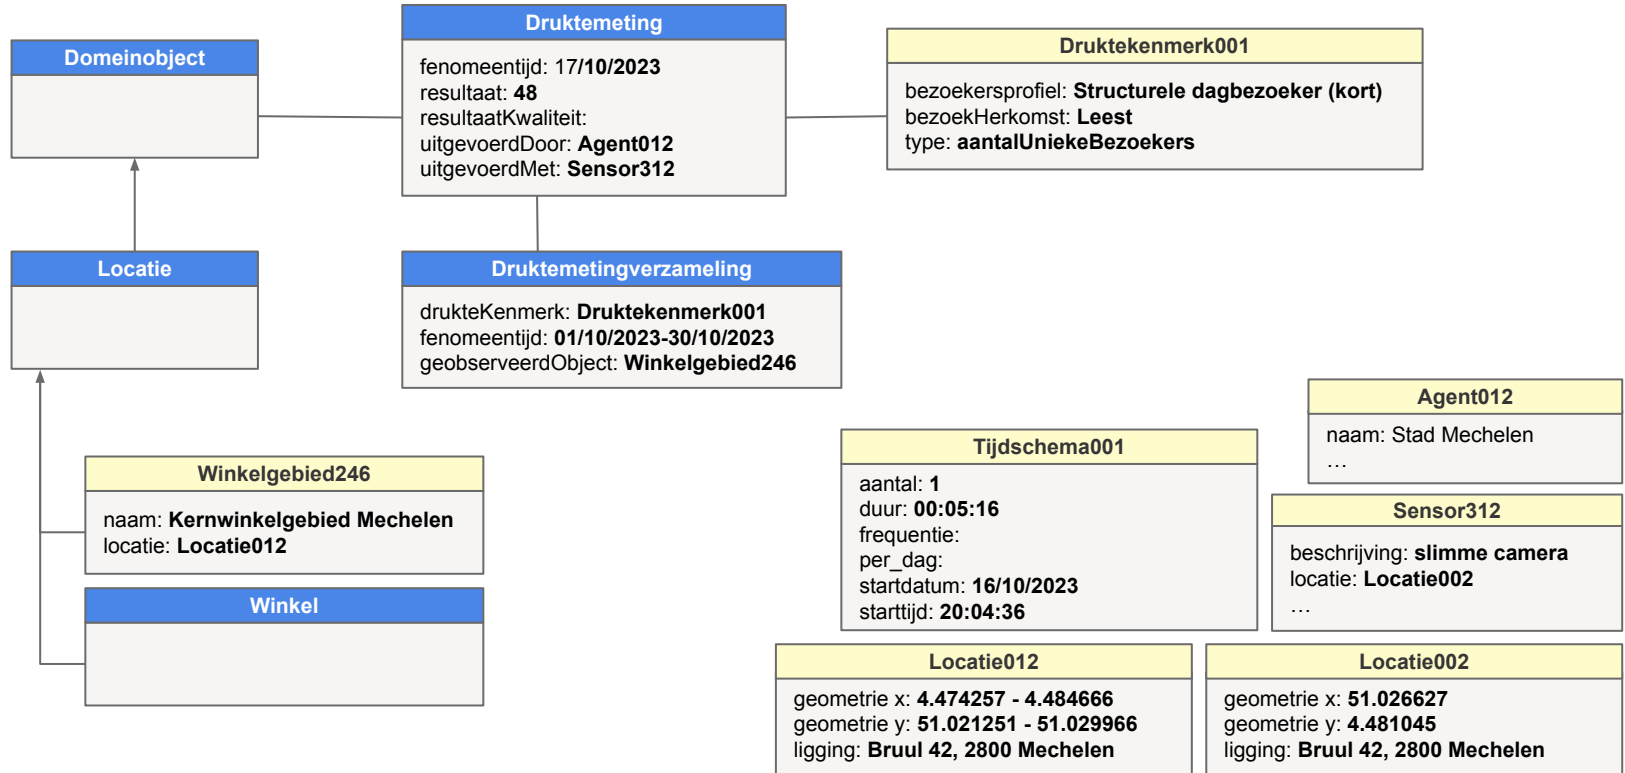 Domeinobject
Druktemeting
fenomeentijd: 17/10/2023
resultaat: 48
resultaatKwaliteit:
uitgevoerdDoor: Agent012
uitgevoerdMet: Sensor312
Druktekenmerk001
bezoekersprofiel: Structurele dagbezoeker (kort)
bezoekHerkomst: Leest
type: aantalUniekeBezoekers
Locatie
Druktemetingverzameling
drukteKenmerk: Druktekenmerk001
fenomeentijd: 01/10/2023-30/10/2023
geobserveerdObject: Winkelgebied246
Winkelgebied246
naam: Kernwinkelgebied Mechelen
locatie: Locatie012
Winkel
Tijdschema001
aantal: 1
duur: 00:05:16
frequentie:
per_dag:
startdatum: 16/10/2023
starttijd: 20:04:36
Agent012
naam: Stad Mechelen
…
Sensor312
beschrijving: slimme camera
locatie: Locatie002
…
Locatie012
geometrie x: 4.474257 - 4.484666
geometrie y: 51.021251 - 51.029966
ligging: Bruul 42, 2800 Mechelen
Locatie002
geometrie x: 51.026627
geometrie y: 4.481045
ligging: Bruul 42, 2800 Mechelen